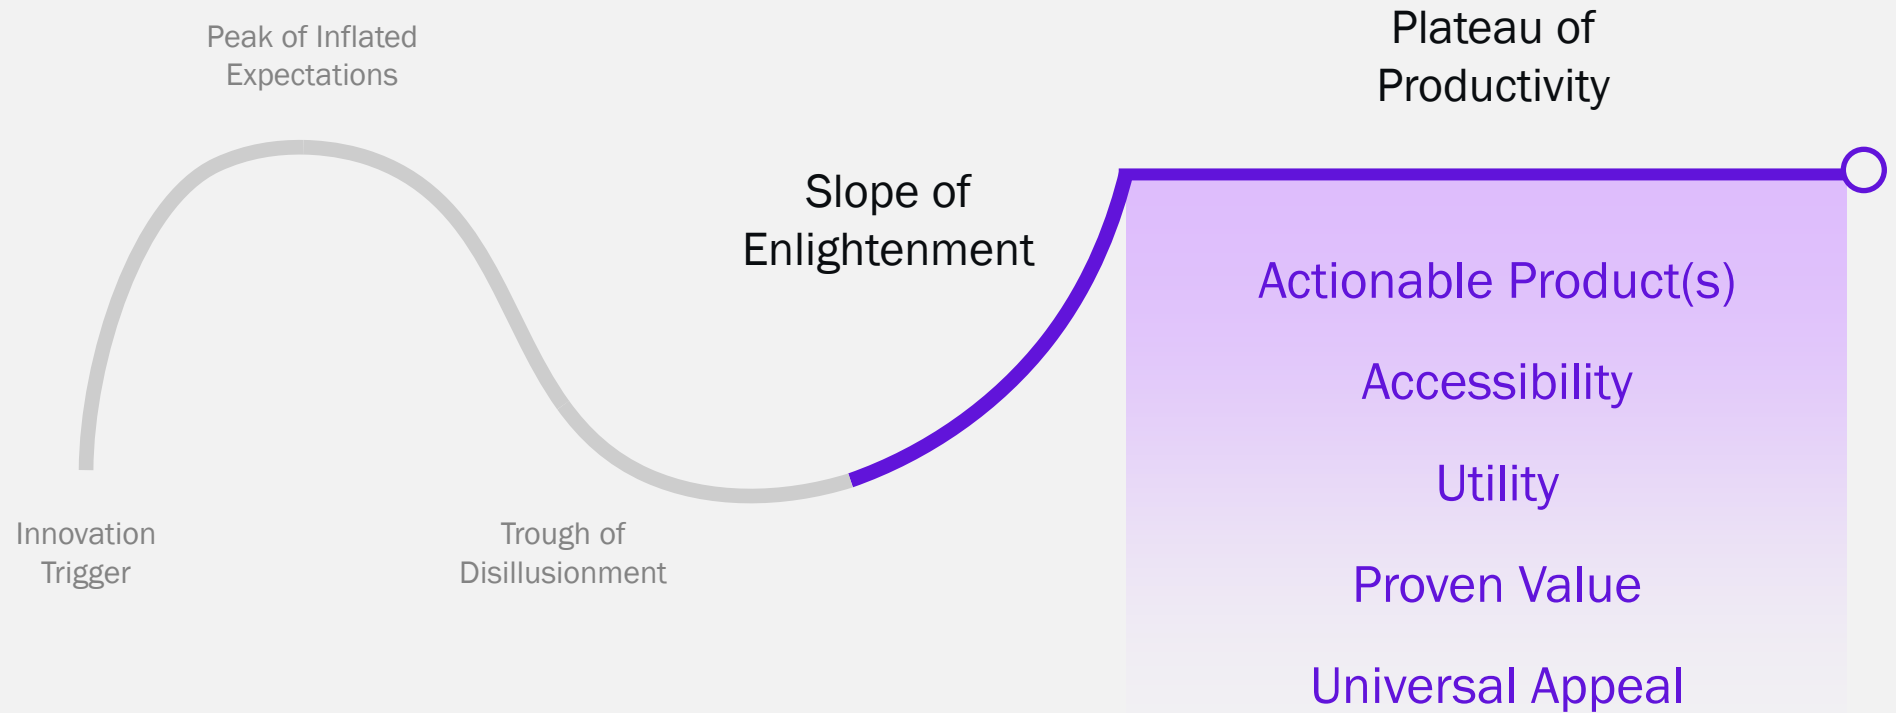 Peak of Inflated
Expectations
Plateau of
Productivity
Slope of
Enlightenment
Actionable Product(s)
Accessibility
Utility
Proven Value
Universal Appeal
Innovation
Trigger
Trough of
Disillusionment